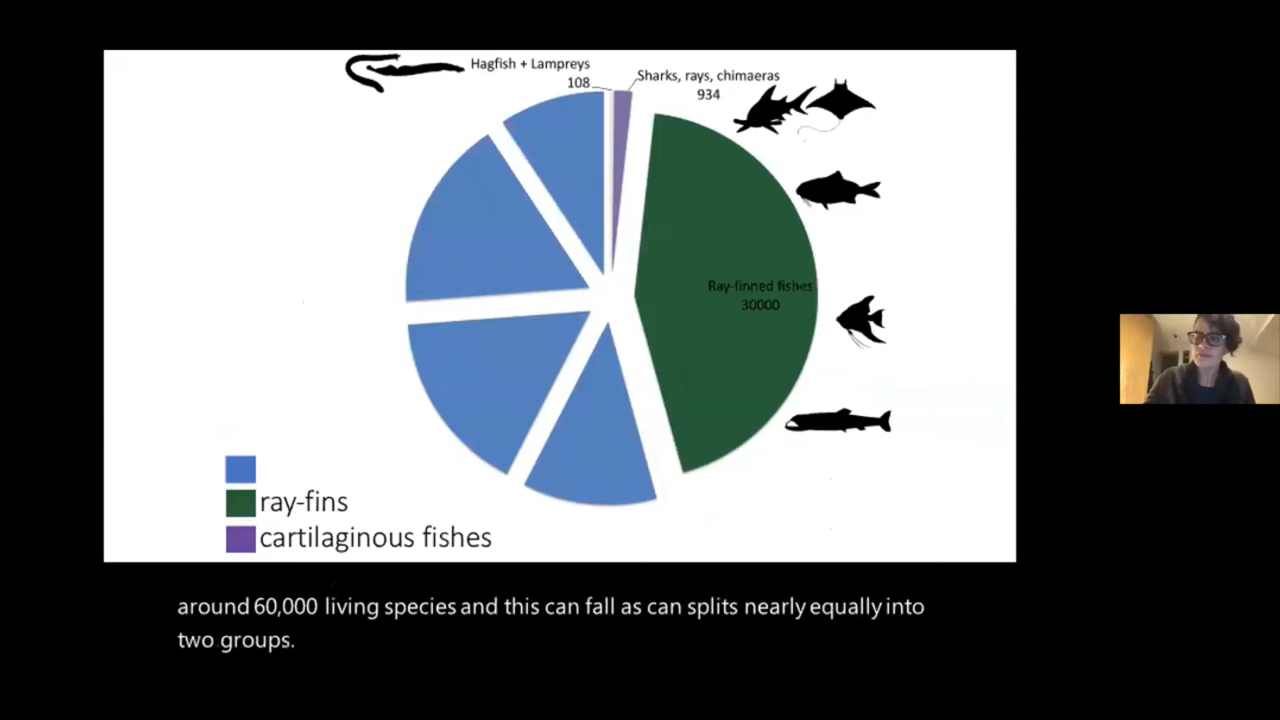 Hagfish + Lampreys
108
Sharks, rays, chimaeras
934
Ray-finned fishes
30000
ray-fins
cartilaginous fishes
around 60,000 living species and this can fall as can splits nearly equally into
two groups.